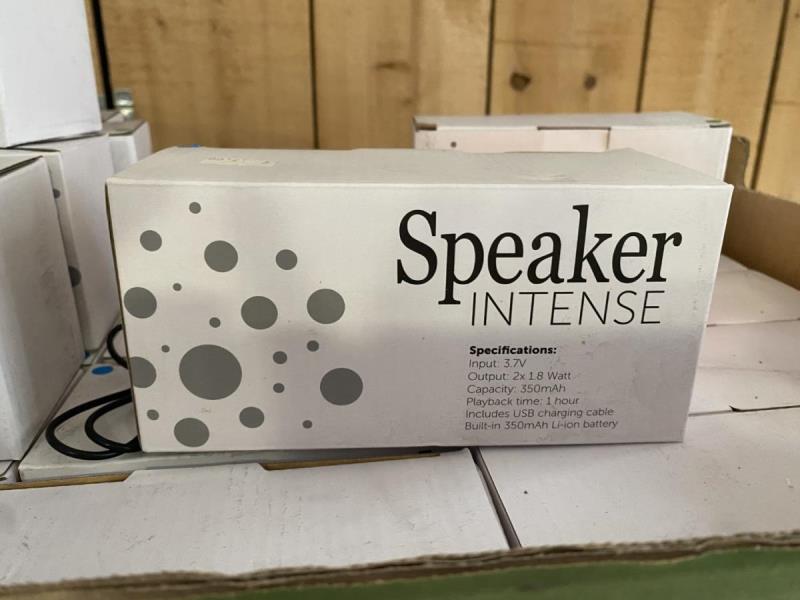 Speaker
INTENSE
Specifications:
Input: 3.7V
Output: 2x 1.8 Watt
Capacity: 350mAh
Playback time: 1 hour
Includes USB charging cable
Built-in 350mAh Li-ion battery